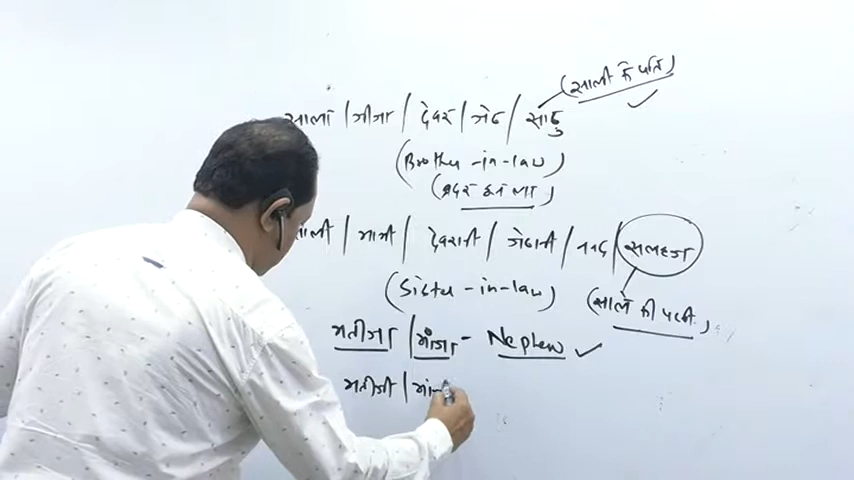 (साली के पति)
साला / जीजा / देवर / जेठ / साढु
(Brother-in-law)
(ब्रदर इन ला)
साली / भाभी / देवरानी / जेठानी / ननद / सलहज
(Sister-in-law)
(साले की पत्नी)
भतीजा / भाँजा - Nephew
भतीजी /